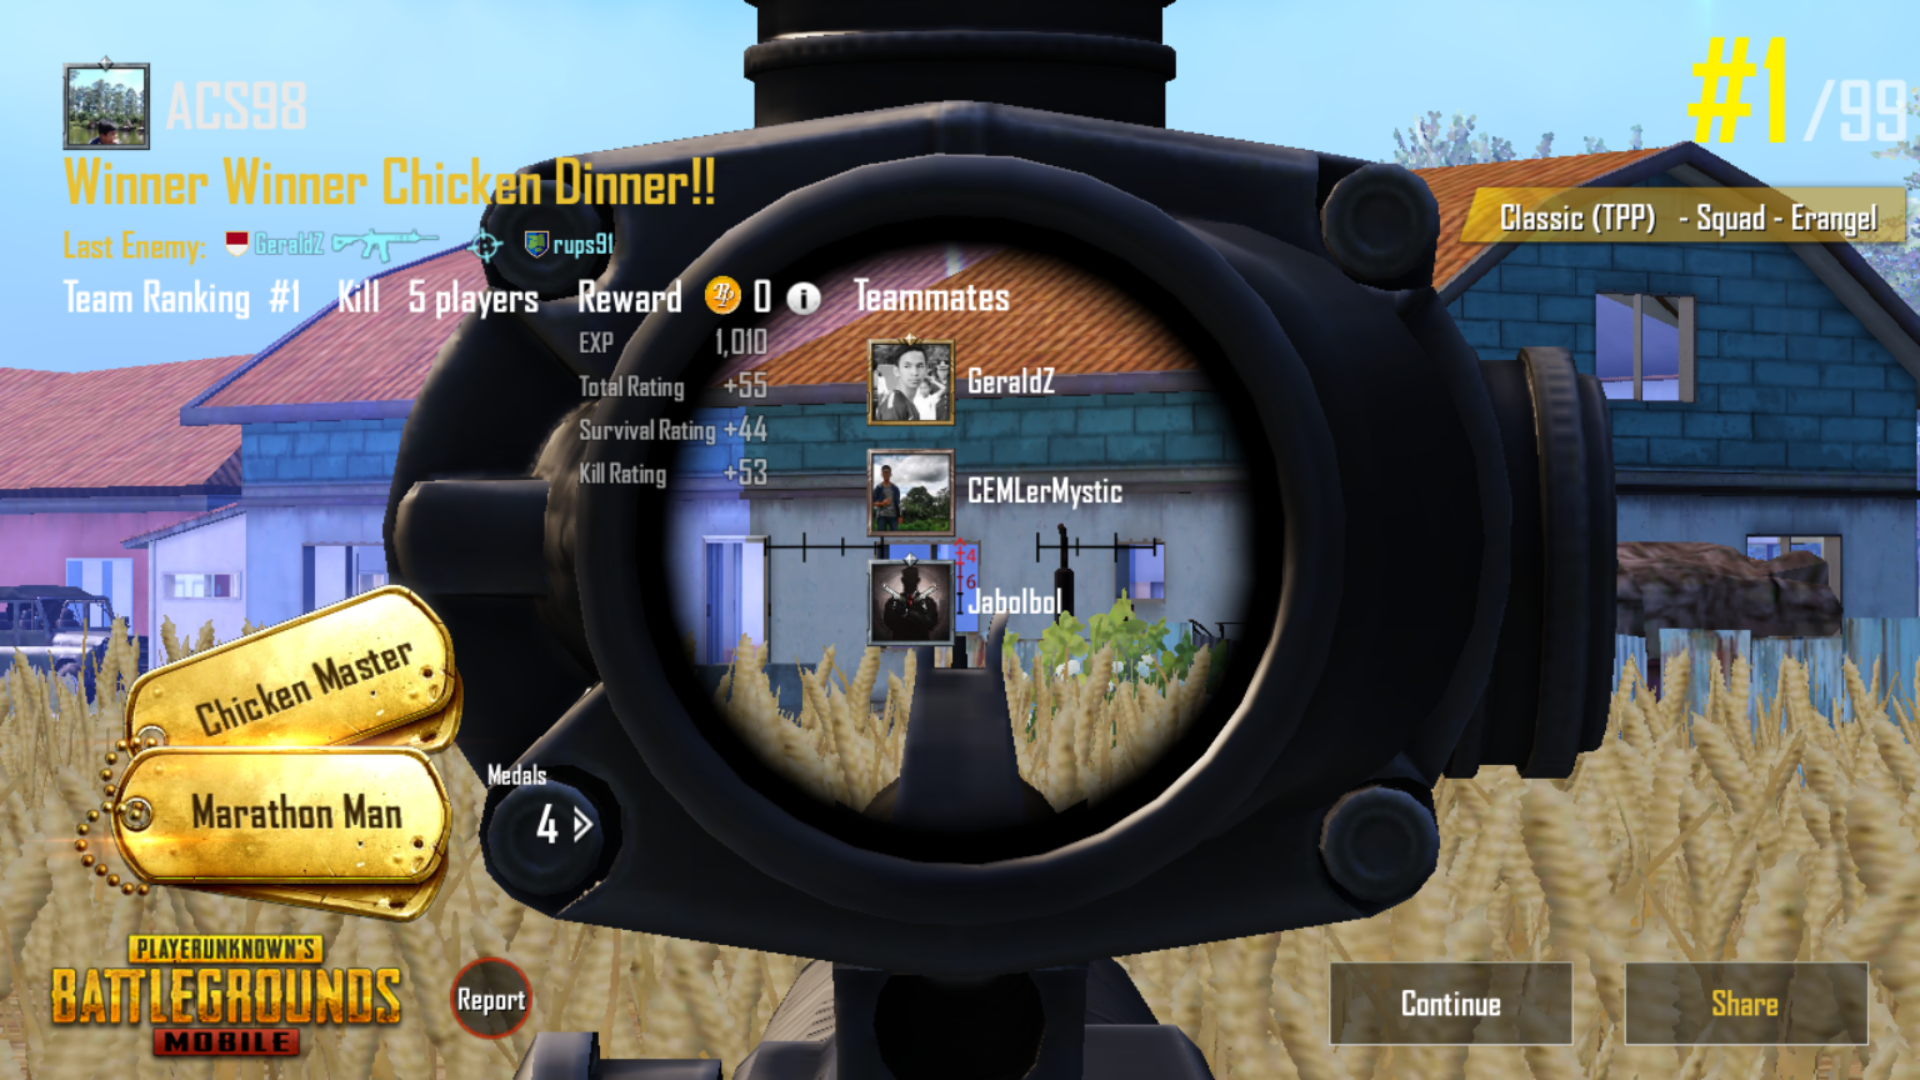 ACS98
#1/99
Winner Winner Chicken Dinner!!
Classic (TPP) - Squad - Erangel
Last Enemy: GeraldZ rups91
Team Ranking #1 Kill 5 players Reward 0 i Teammates
EXP 1,010
Total Rating +55
Survival Rating +44
Kill Rating +53
GeraldZ
CEMLerMystic
4
6
Jabolbol
Chicken Master
Marathon Man
Medals
4
PLAYERUNKNOWN'S
BATTLEGROUNDS
MOBILE
Report
Continue
Share